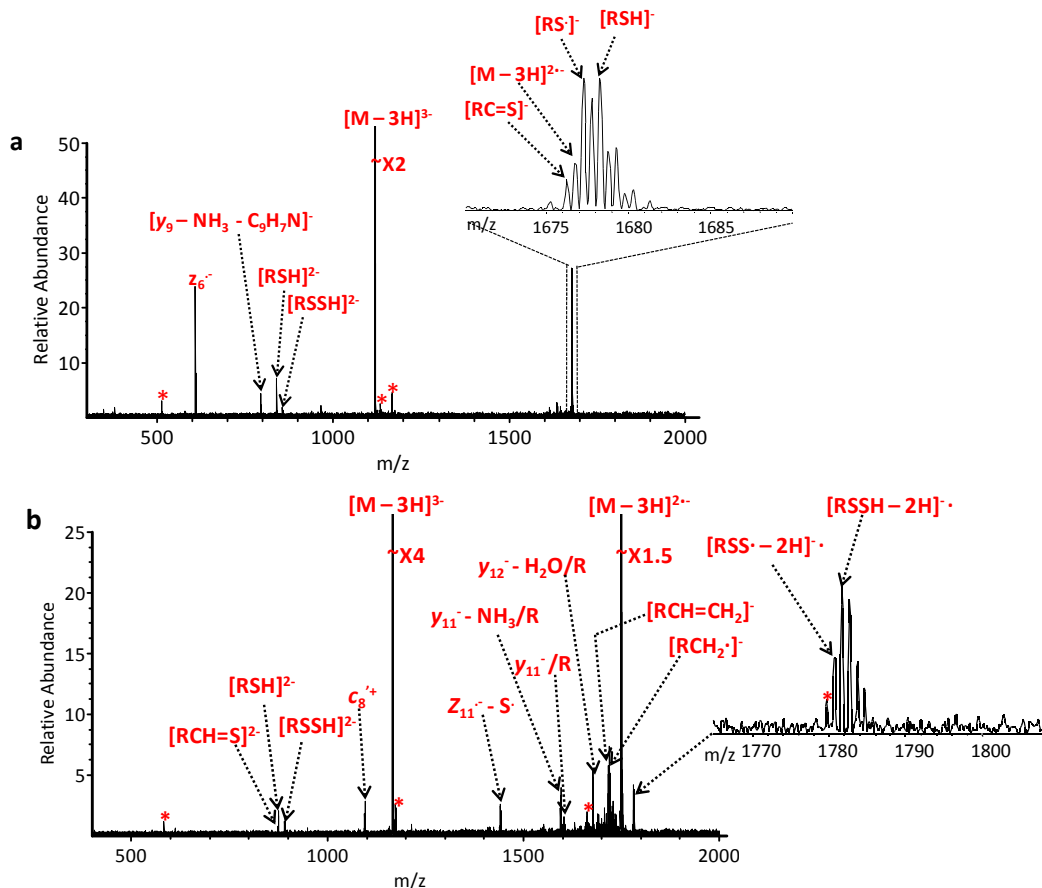 [RS·]⁻
[RSH]⁻
[M – 3H]²·⁻
[RC=S]⁻
[M – 3H]³⁻
a
~X2
50
40
30
20
10
Relative Abundance
[y₉ – NH₃ - C₉H₇N]⁻
z₆·⁻
[RSH]²⁻
[RSSH]²⁻
*
*
*
m/z
1675
1680
1685
500
1000
1500
2000
m/z
b
[M – 3H]³⁻
[M – 3H]²·⁻
[RSSH – 2H]⁻·
~X4
~X1.5
[RSS· – 2H]⁻·
25
20
15
10
5
Relative Abundance
y₁₂⁻ - H₂O/R
y₁₁⁻ - NH₃/R
[RCH=CH₂]⁻
[RCH₂·]⁻
y₁₁⁻/R
[RSH]²⁻
c₈'⁺
Z₁₁·⁻ - S·
[RCH=S]²⁻
[RSSH]²⁻
*
*
*
*
m/z
1770
1780
1790
1800
500
1000
1500
2000
m/z